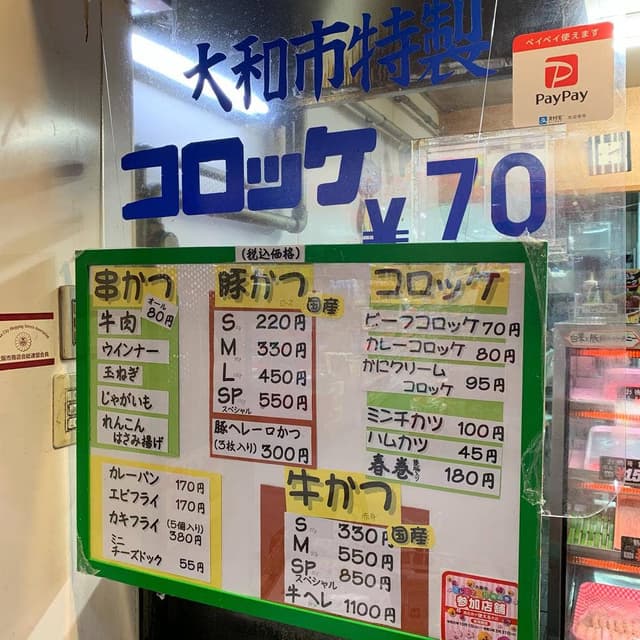 大和市特製
コロッケ
¥70
ペイペイ使えます
PayPay
(税込価格)
串かつ
オール
80円
牛肉
ウインナー
玉ねぎ
じゃがいも
れんこん
はさみ揚げ
豚かつ
国産
S 220円
M 330円
L 450円
SP 550円
スペシャル
豚ヘレ一口かつ
(3枚入り) 300円
コロッケ
ビーフコロッケ 70円
カレーコロッケ 80円
かにクリーム
コロッケ 95円
ミンチカツ 100円
ハムカツ 45円
春巻 180円
カレーパン 170円
エビフライ 170円
カキフライ (5個入り)
380円
ミニ
チーズドック 55円
牛かつ
国産
S 330円
M 550円
SP 850円
スペシャル
牛ヘレ 1100円
参加店舗